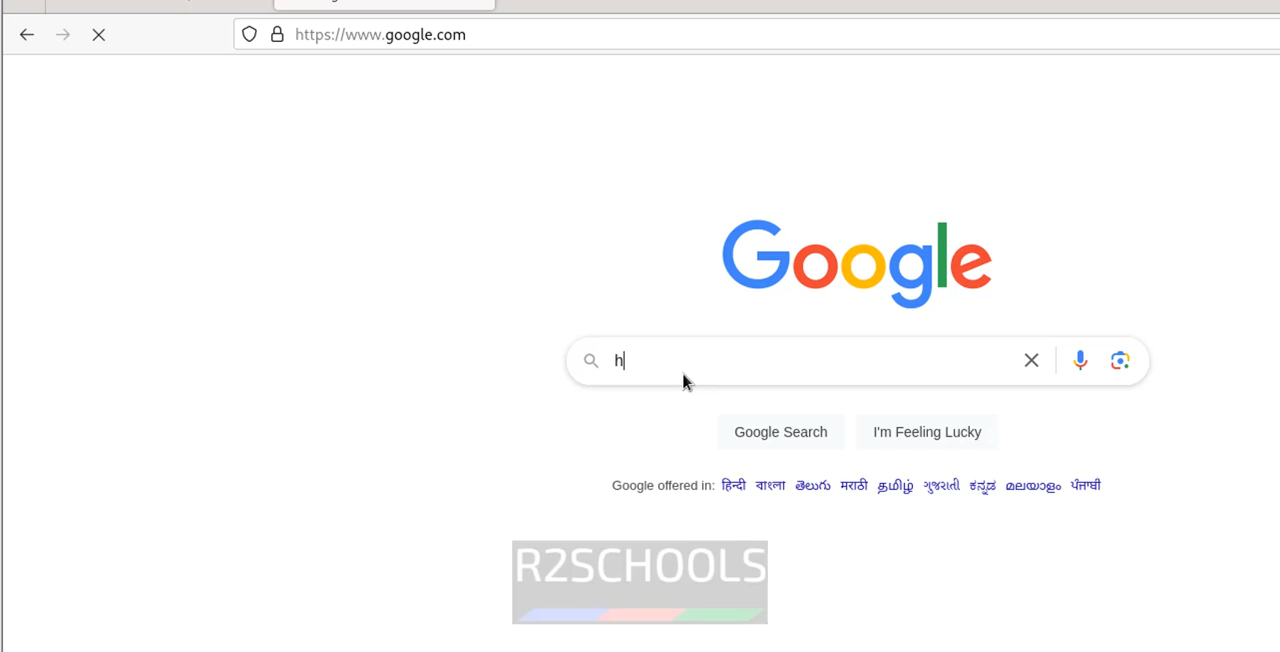 https://www.google.com
Google
h
Google Search I'm Feeling Lucky
Google offered in: हिन्दी বাংলা తెలుగు मराठी தமிழ் ગુજરાતી ಕನ್ನಡ മലയാളം ਪੰਜਾਬੀ
R2SCHOOLS